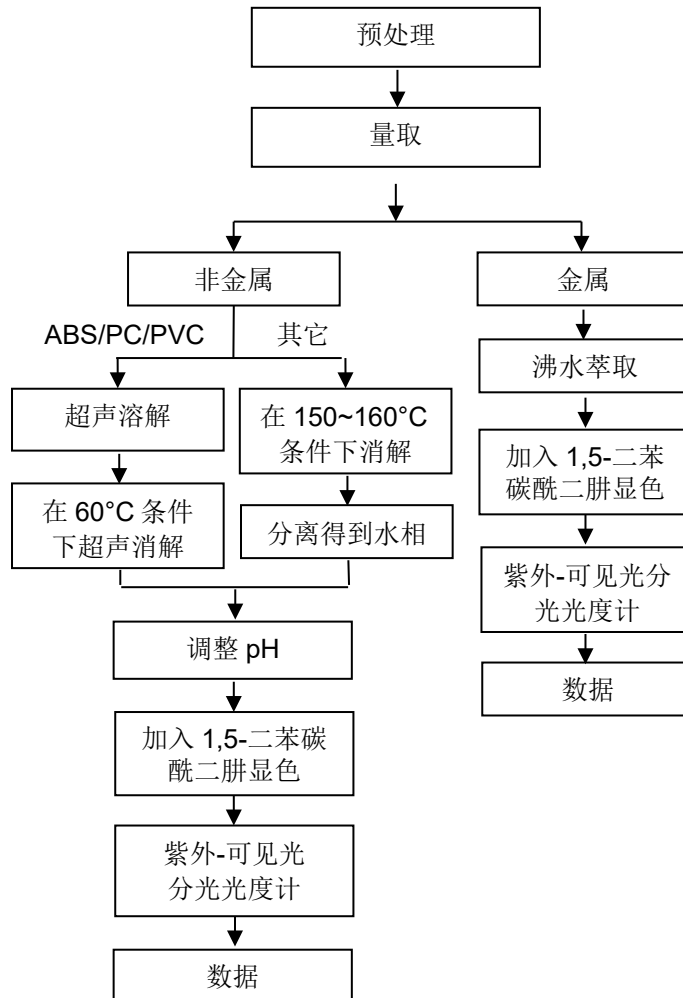 预处理
量取
非金属
金属
ABS/PC/PVC
其它
沸水萃取
超声溶解
在 150~160°C
条件下消解
加入 1,5-二苯
碳酰二肼显色
在 60°C 条件
下超声消解
分离得到水相
紫外-可见光分
光光度计
调整 pH
数据
加入 1,5-二苯碳
酰二肼显色
紫外-可见光
分光光度计
数据